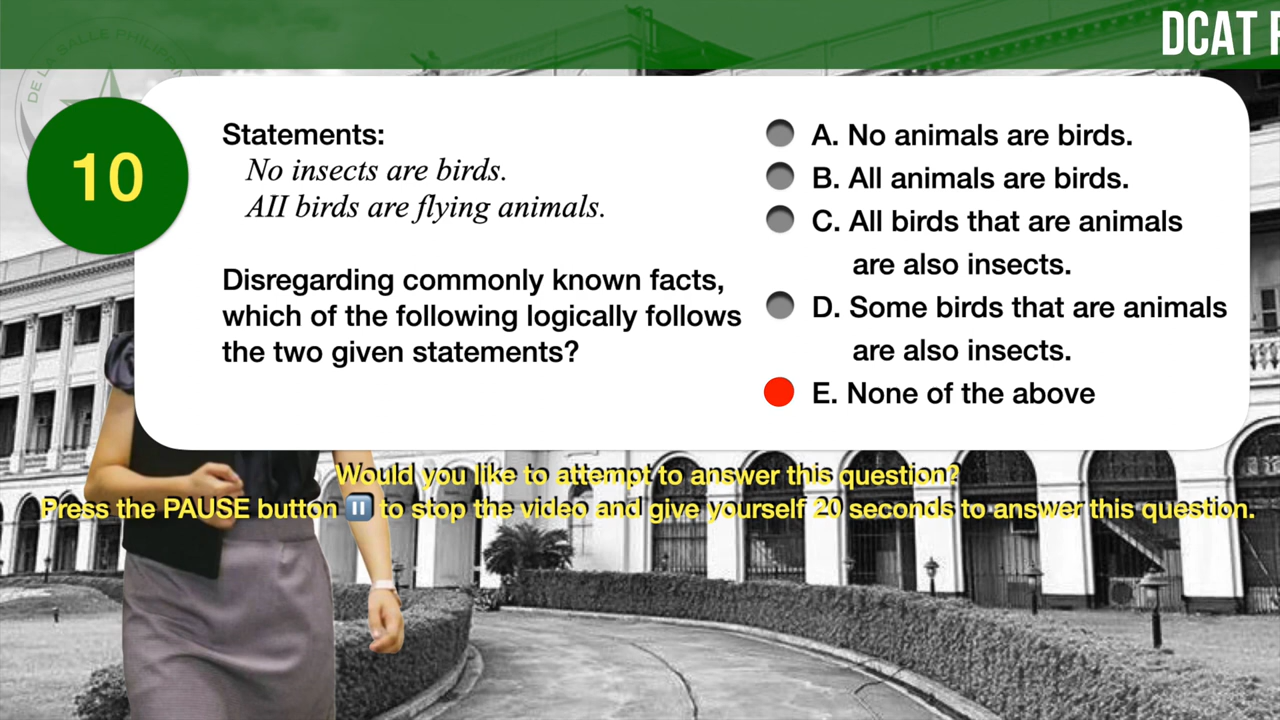 DCAT
DE LA SALLE PHILIPPIN
10
Statements:
No insects are birds.
AII birds are flying animals.
Disregarding commonly known facts,
which of the following logically follows
the two given statements?
A. No animals are birds.
B. All animals are birds.
C. All birds that are animals
are also insects.
D. Some birds that are animals
are also insects.
E. None of the above
Would you like to attempt to answer this question?
Press the PAUSE button ⏸️ to stop the video and give yourself 20 seconds to answer this question.